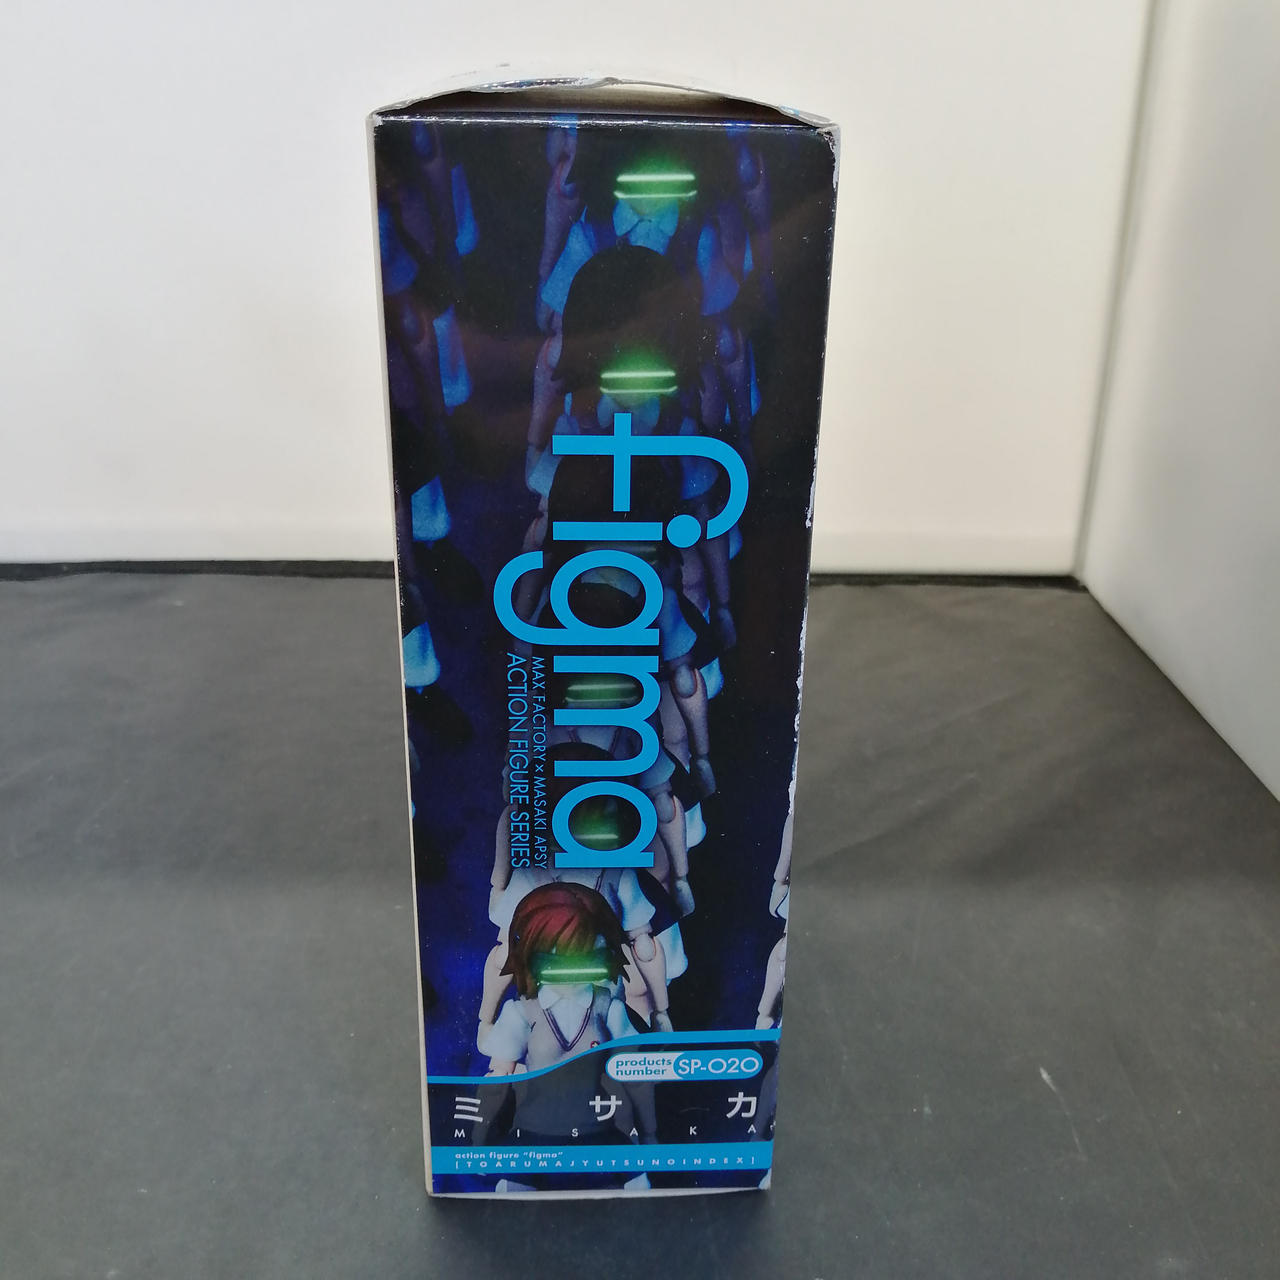 figma
MAX FACTORY×MASAKI APSY
ACTION FIGURE SERIES
products
number
SP-020
ミサカ
MISAKA
action figure "figma"
[TOARUMAJYUTSUNOINDEX]